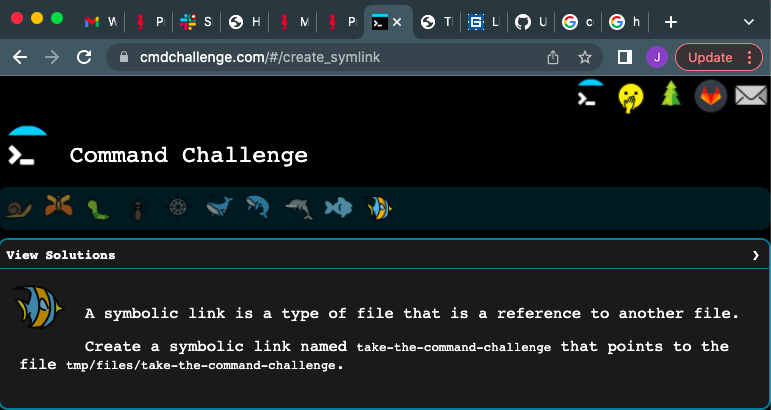 W
P
S
H
M
P
T
L
U
c
h
cmdchallenge.com/#/create_symlink
J
Update
Command Challenge
View Solutions
A symbolic link is a type of file that is a reference to another file.
Create a symbolic link named take-the-command-challenge that points to the
file tmp/files/take-the-command-challenge.